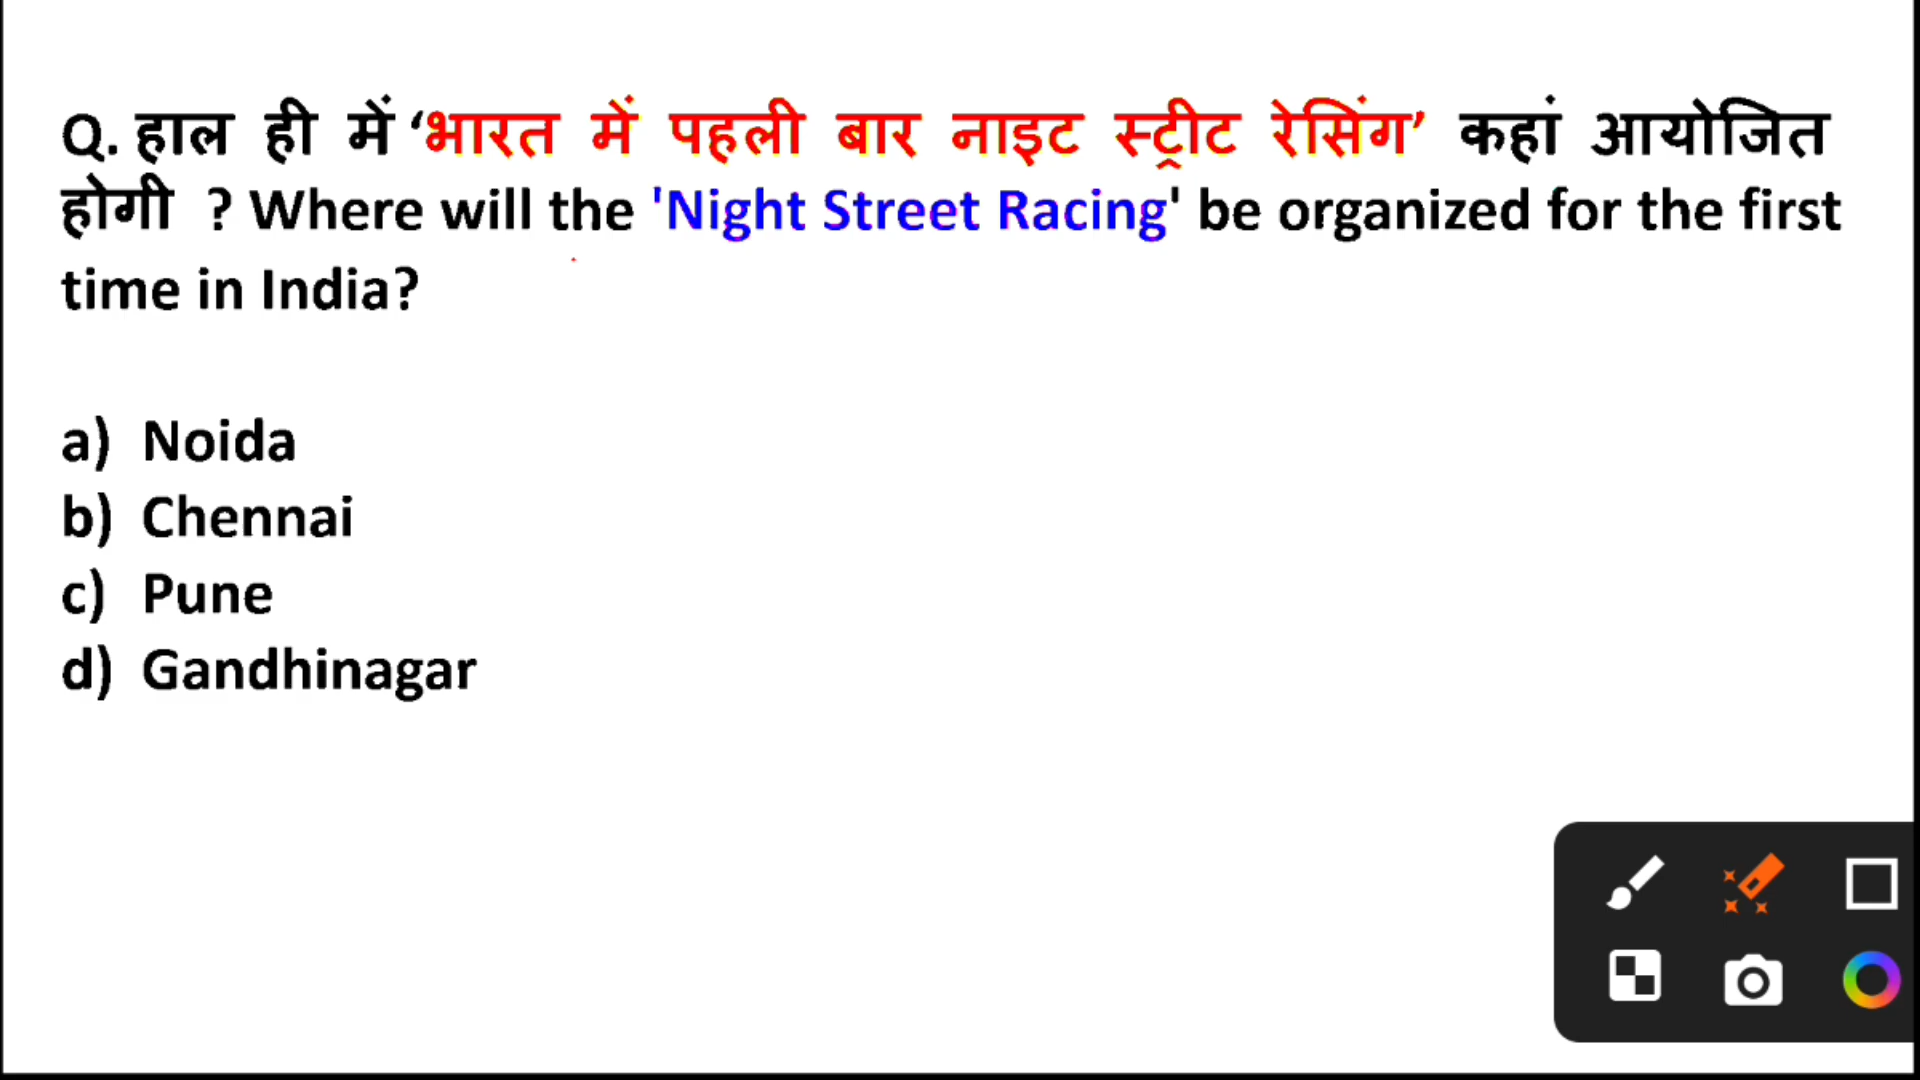 Q. हाल ही में ‘भारत में पहली बार नाइट स्ट्रीट रेसिंग’ कहां आयोजित
होगी ? Where will the 'Night Street Racing' be organized for the first
time in India?
a) Noida
b) Chennai
c) Pune
d) Gandhinagar